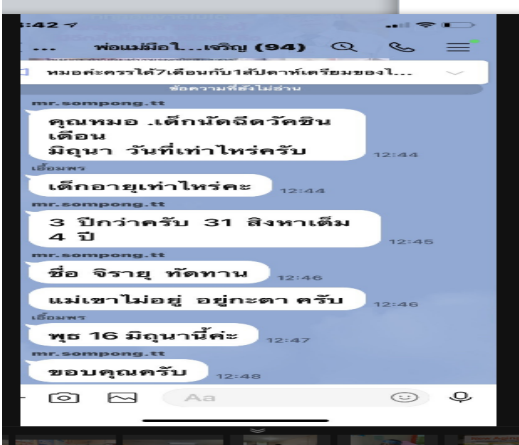 :42
... พ่อแม่มือใ...เจริญ (94)
หมอค่ะครรได้7เดือนกับ1สัปดาห์เตรียมของไ...
ข้อความที่ยังไม่อ่าน
mr.sompong.tt
คุณหมอ .เด็กนัดฉีดวัคซิน
เดือน
มิถุนา วันที่เท่าไหร่ครับ
12:44
เอื้อมพร
เด็กอายุเท่าไหร่คะ
12:44
mr.sompong.tt
3 ปีกว่าครับ 31 สิงหาเต็ม
4 ปี
12:45
mr.sompong.tt
ชื่อ จิรายุ ทัดทาน
12:46
แม่เขาไม่อยู่ อยู่กะตา ครับ
12:46
เอื้อมพร
พุธ 16 มิถุนานี้ค่ะ
12:47
mr.sompong.tt
ขอบคุณครับ
12:48
Aa